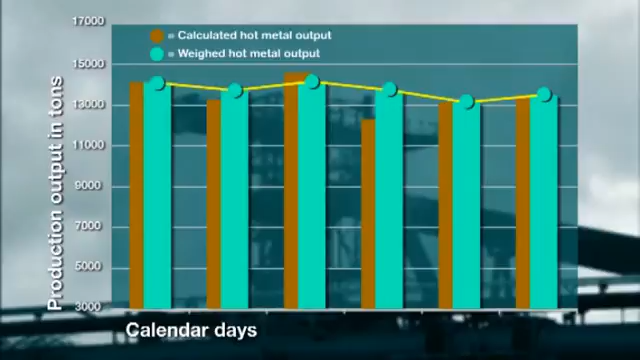 17000
= Calculated hot metal output
= Weighed hot metal output
15000
13000
11000
9000
7000
5000
3000
Production output in tons
Calendar days